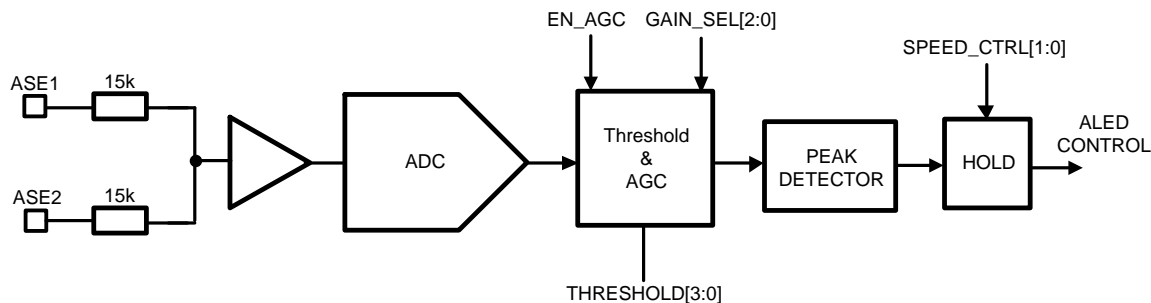 EN_AGC
GAIN_SEL[2:0]
SPEED_CTRL[1:0]
ASE1
15k
ADC
Threshold
&
AGC
PEAK
DETECTOR
HOLD
ALED
CONTROL
ASE2
15k
THRESHOLD[3:0]